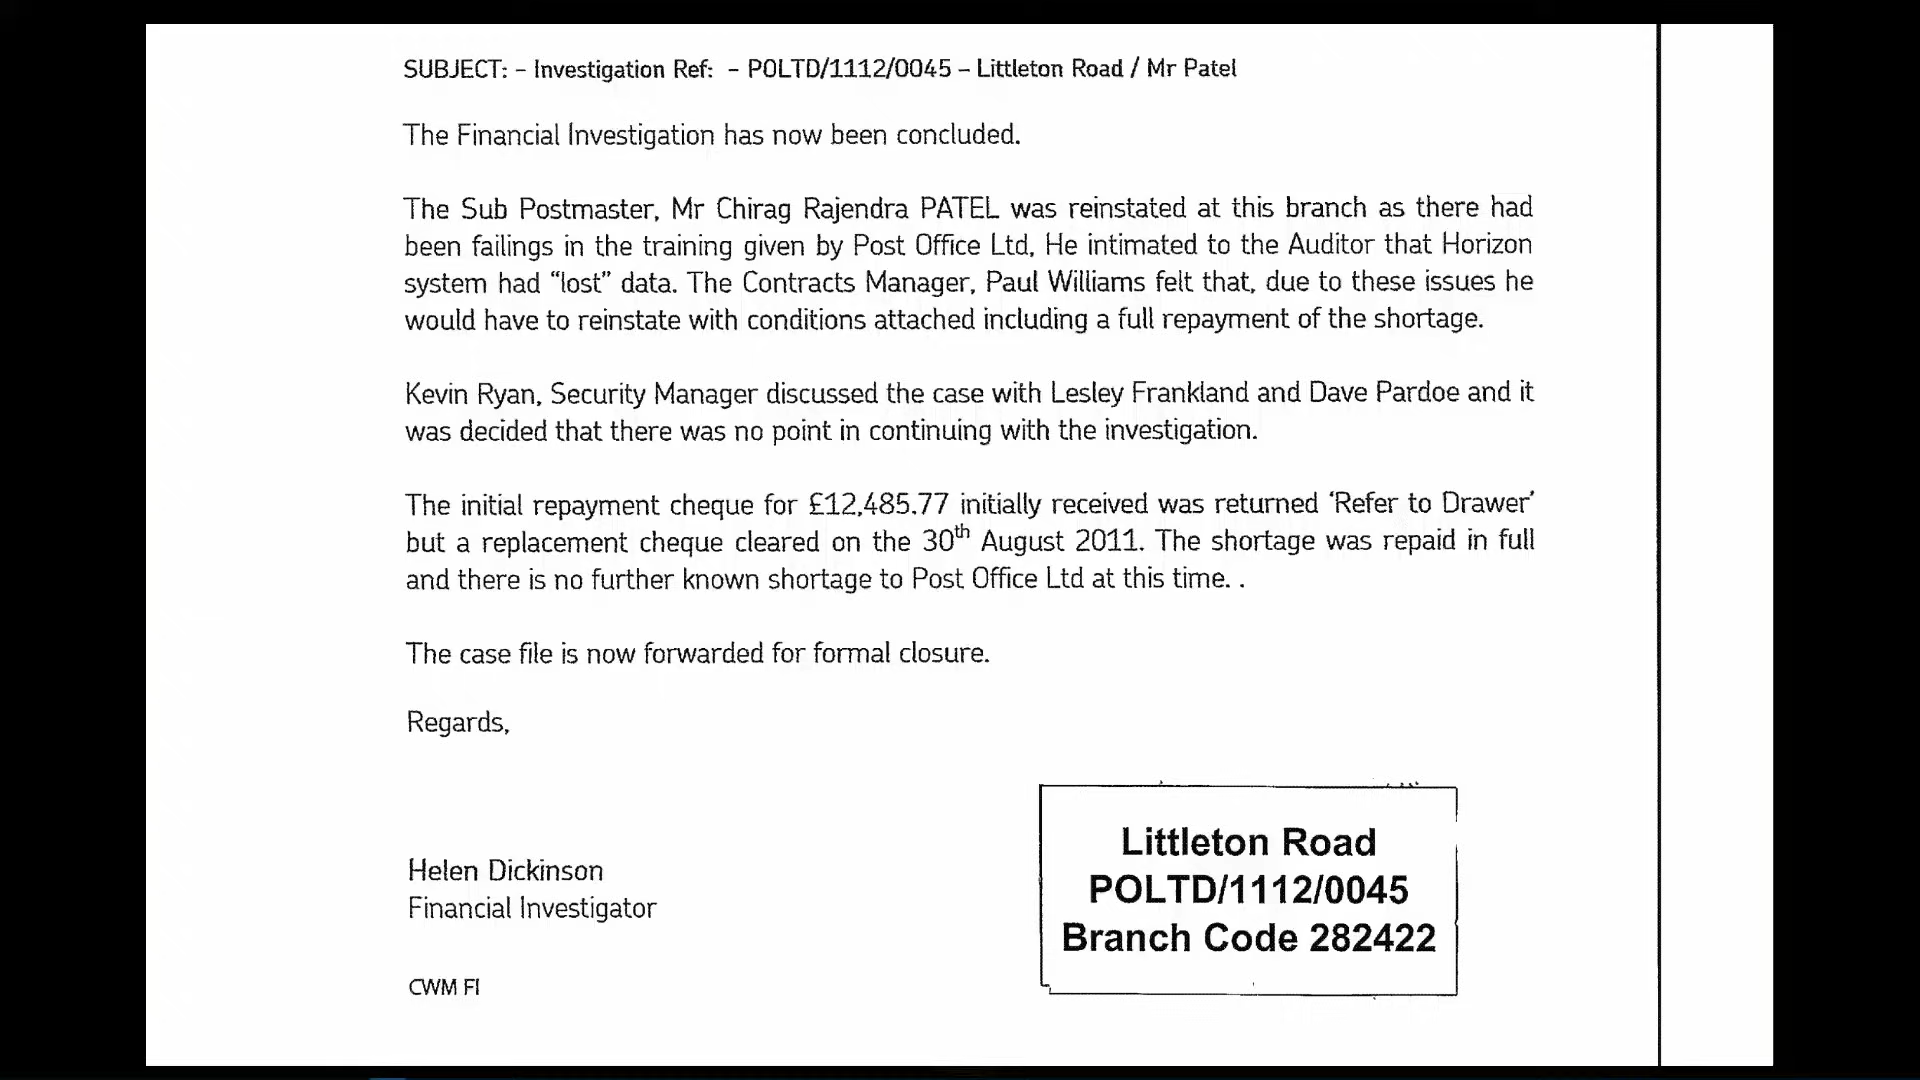 SUBJECT: – Investigation Ref: – POLTD/1112/0045 – Littleton Road / Mr Patel
The Financial Investigation has now been concluded.
The Sub Postmaster, Mr Chirag Rajendra PATEL was reinstated at this branch as there had
been failings in the training given by Post Office Ltd, He intimated to the Auditor that Horizon
system had “lost” data. The Contracts Manager, Paul Williams felt that, due to these issues he
would have to reinstate with conditions attached including a full repayment of the shortage.
Kevin Ryan, Security Manager discussed the case with Lesley Frankland and Dave Pardoe and it
was decided that there was no point in continuing with the investigation.
The initial repayment cheque for £12,485.77 initially received was returned ‘Refer to Drawer’
but a replacement cheque cleared on the 30th August 2011. The shortage was repaid in full
and there is no further known shortage to Post Office Ltd at this time. .
The case file is now forwarded for formal closure.
Regards,
Helen Dickinson
Financial Investigator
CWM FI
Littleton Road
POLTD/1112/0045
Branch Code 282422